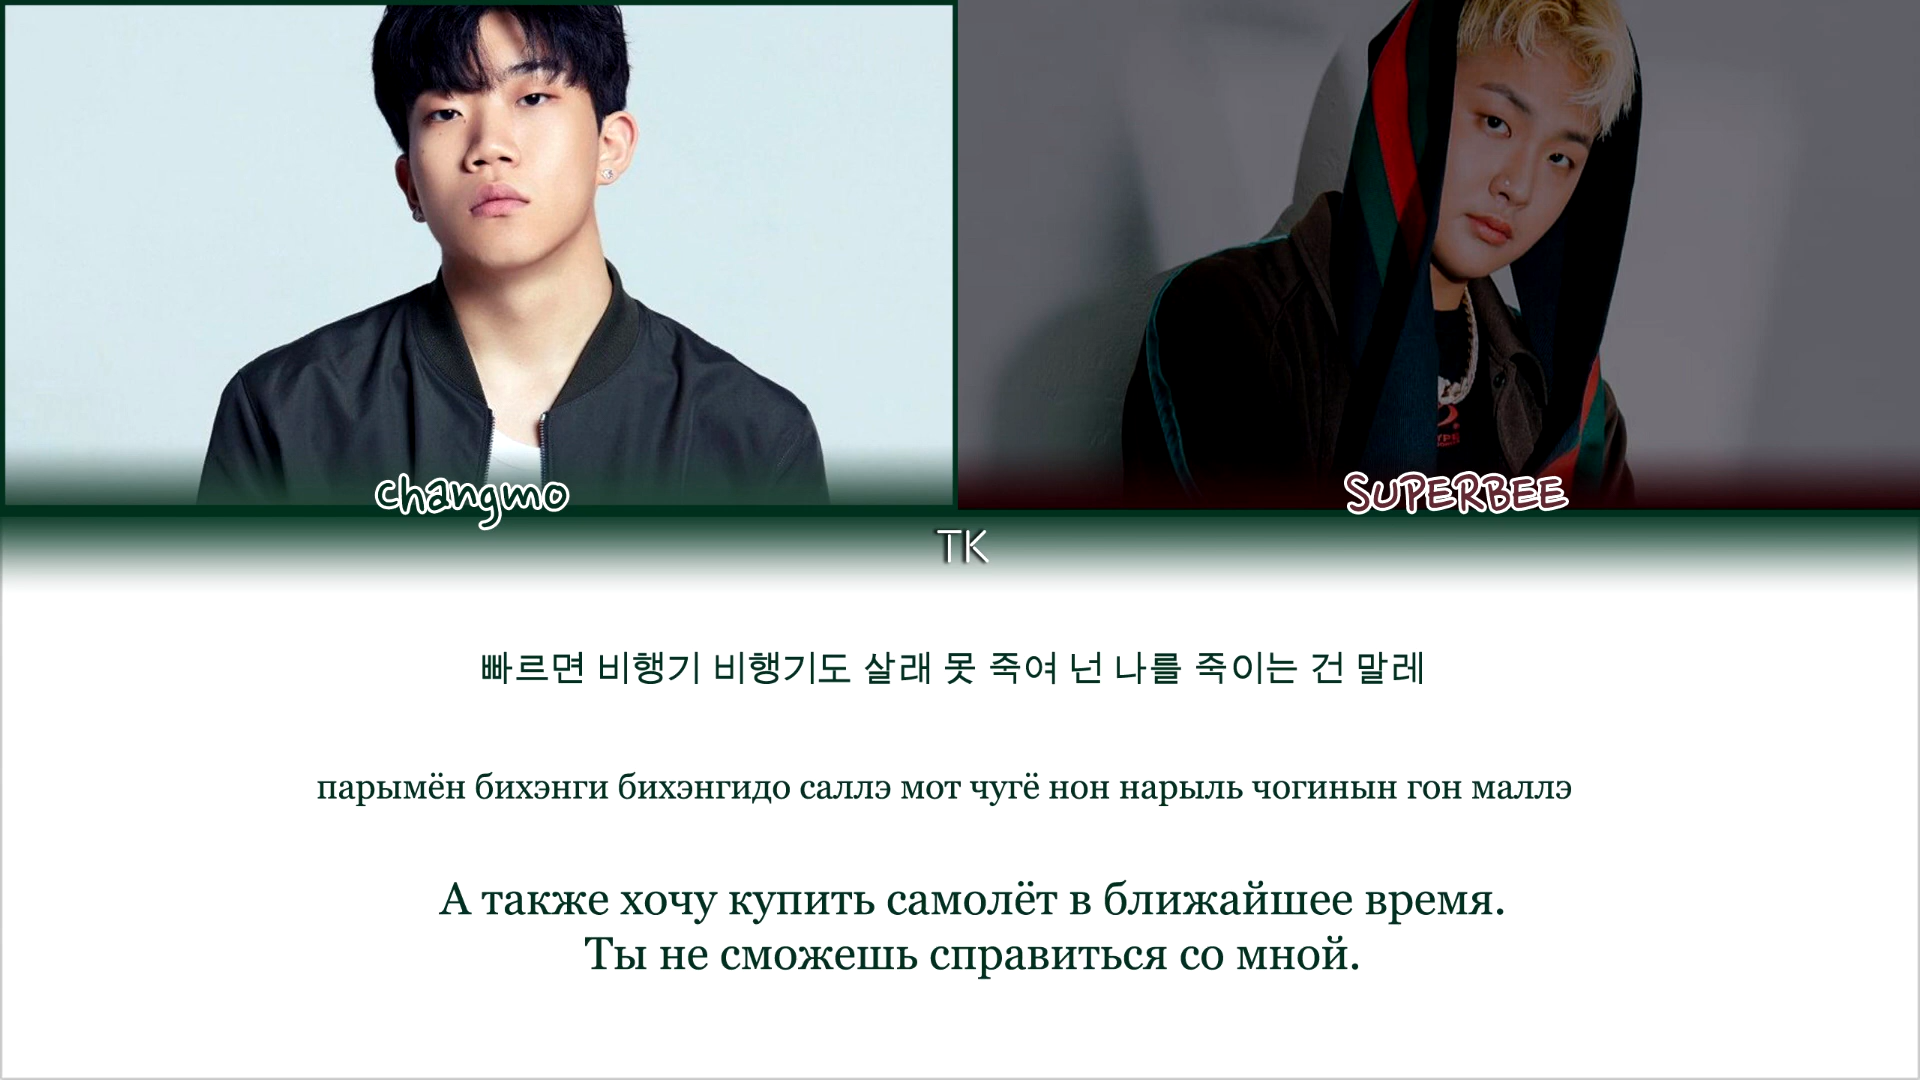 changmo
SUPERBEE
TK
빠르면 비행기 비행기도 살래 못 죽여 넌 나를 죽이는 건 말레
парымён бихэнги бихэнгидо саллэ мот чугё нон нарыль чогинын гон маллэ
А также хочу купить самолёт в ближайшее время.
Ты не сможешь справиться со мной.